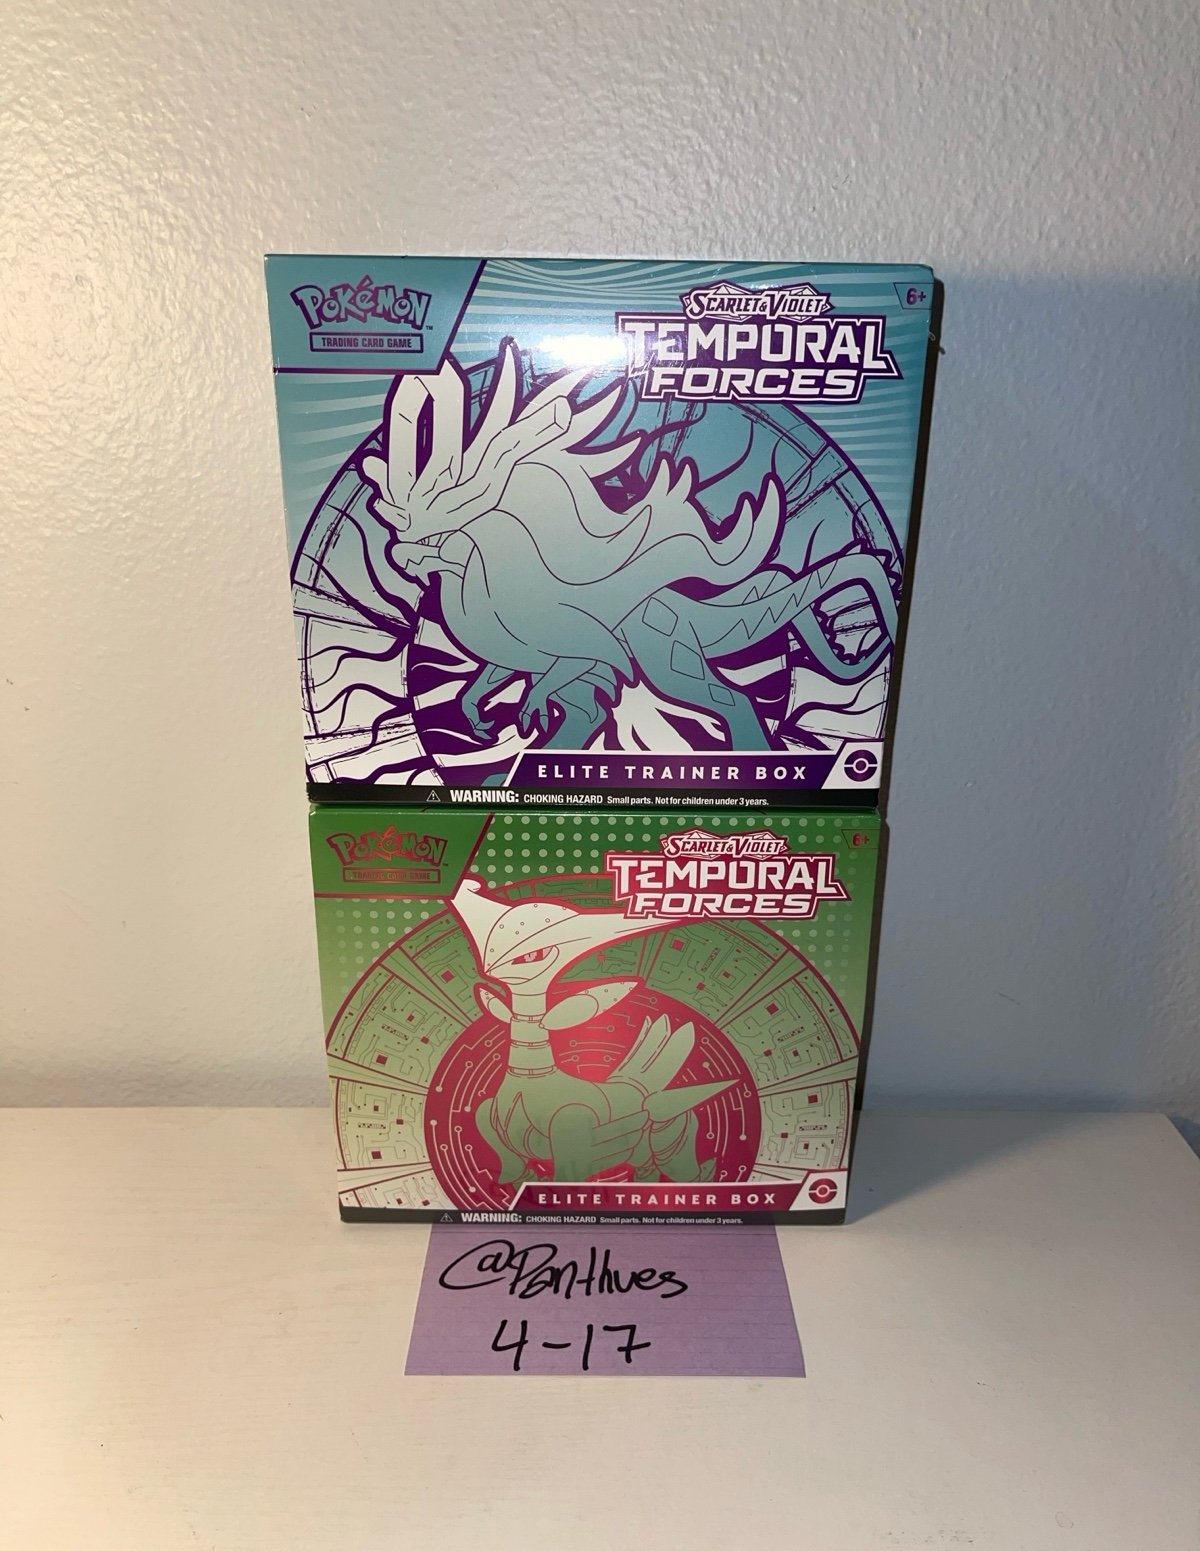 POKéMON™
TRADING CARD GAME
SCARLET & VIOLET
TEMPORAL
FORCES
6+
ELITE TRAINER BOX
WARNING: CHOKING HAZARD Small parts. Not for children under 3 years.
POKéMON™
TRADING CARD GAME
SCARLET & VIOLET
TEMPORAL
FORCES
6+
ELITE TRAINER BOX
WARNING: CHOKING HAZARD Small parts. Not for children under 3 years.
@Panthues
4-17